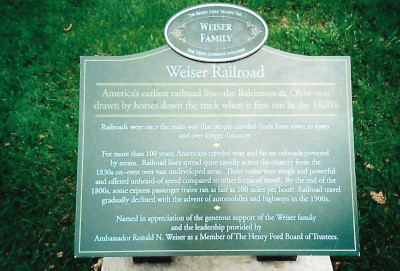 THE HENRY FORD THANKS THE
WEISER
FAMILY
FOR THEIR GENEROUS SUPPORT
Weiser Railroad
America's earliest railroad line–the Baltimore & Ohio–was
drawn by horses down the track when it first ran in the 1820's
Railroads were once the main way that people traveled–both from town to town
and over longer distances.
For more than 100 years, Americans traveled near and far on railroads powered
by steam. Railroad lines spread quite rapidly across the country from the
1830s on–even over vast undeveloped areas. These trains were tough and powerful
and offered unheard-of speed compared to other forms of travel. By the end of the
1800s, some express passenger trains ran as fast as 100 miles per hour! Railroad travel
gradually declined with the advent of automobiles and highways in the 1900s.
Named in appreciation of the generous support of the Weiser family
and the leadership provided by
Ambassador Ronald N. Weiser as a Member of The Henry Ford Board of Trustees.